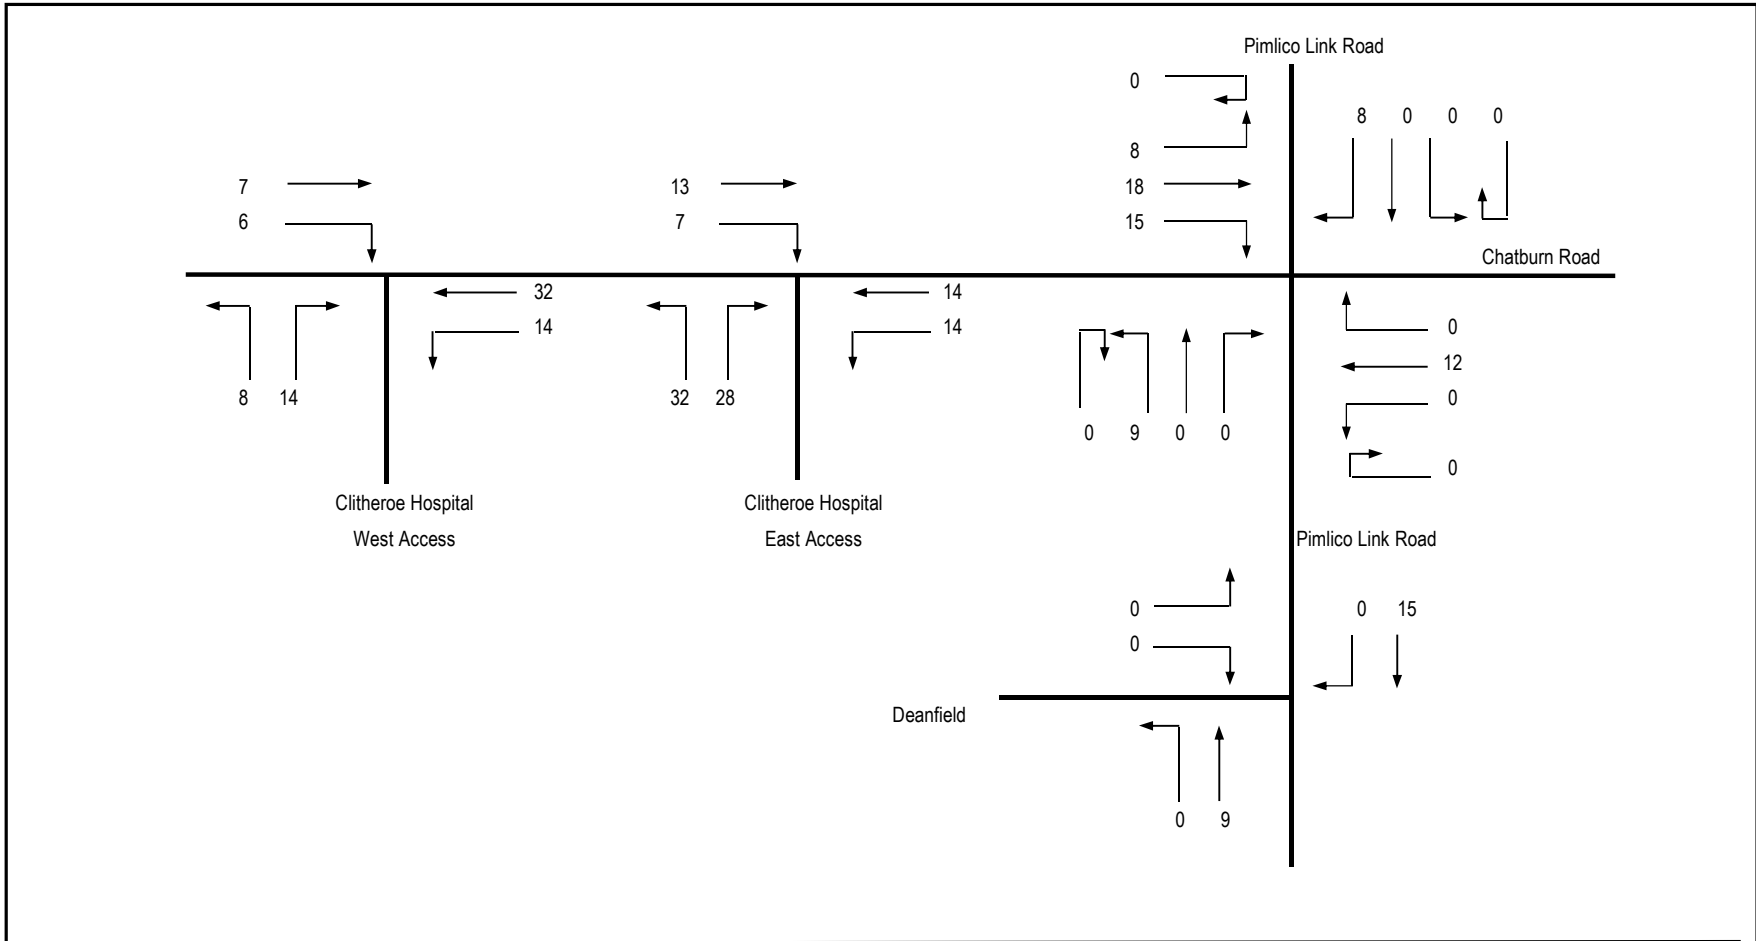 Pimlico Link Road
0
8 0 0 0
8
7 13 18
6 7 15
Chatburn Road
32 14
14 14 0
12
8 14 32 28 0
0 9 0 0
0
Clitheroe Hospital Clitheroe Hospital
West Access East Access Pimlico Link Road
0 0 15
0
Deanfield
0 9